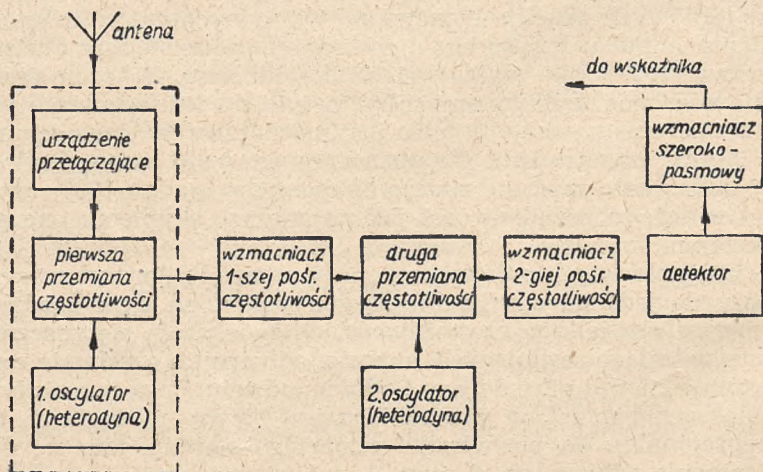 antena
do wskaźnika
urządzenie
przełączające
wzmacniacz
szeroko-
pasmowy
pierwsza
przemiana
częstotliwości
wzmacniacz
1-szej pośr.
częstotliwości
druga
przemiana
częstotliwości
wzmacniacz
2-giej pośr.
częstotliwości
detektor
1. oscylator
(heterodyna)
2. oscylator
(heterodyna)